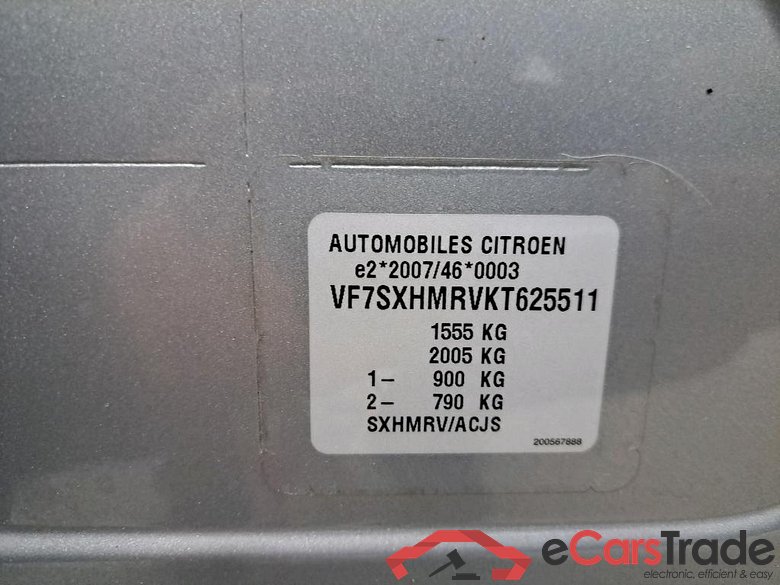 AUTOMOBILES CITROEN
e2*2007/46*0003
VF7SXHMRVKT625511
1555 KG
2005 KG
1– 900 KG
2– 790 KG
SXHMRV/ACJS
200567888
eCarsTrade
electronic, efficient & easy